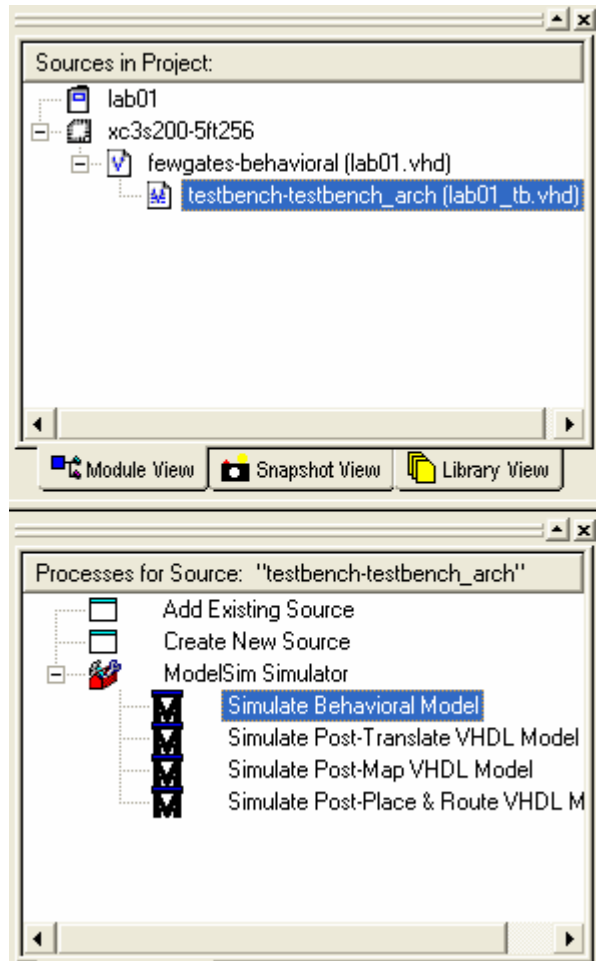 Sources in Project:
lab01
xc3s200-5ft256
fewgates-behavioral (lab01.vhd)
testbench-testbench_arch (lab01_tb.vhd)
Module View Snapshot View Library View
Processes for Source: "testbench-testbench_arch"
Add Existing Source
Create New Source
ModelSim Simulator
Simulate Behavioral Model
Simulate Post-Translate VHDL Model
Simulate Post-Map VHDL Model
Simulate Post-Place & Route VHDL M